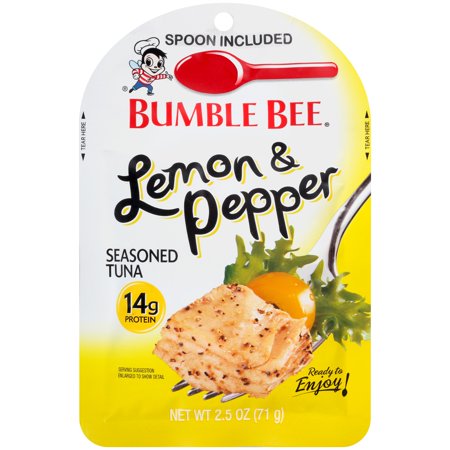 SPOON INCLUDED
®
BUMBLE BEE®
TEAR HERE
TEAR HERE
Lemon &
Pepper
SEASONED
TUNA
14g
PROTEIN
SERVING SUGGESTION
ENLARGED TO SHOW DETAIL
Ready to
Enjoy!
NET WT 2.5 OZ (71 g)